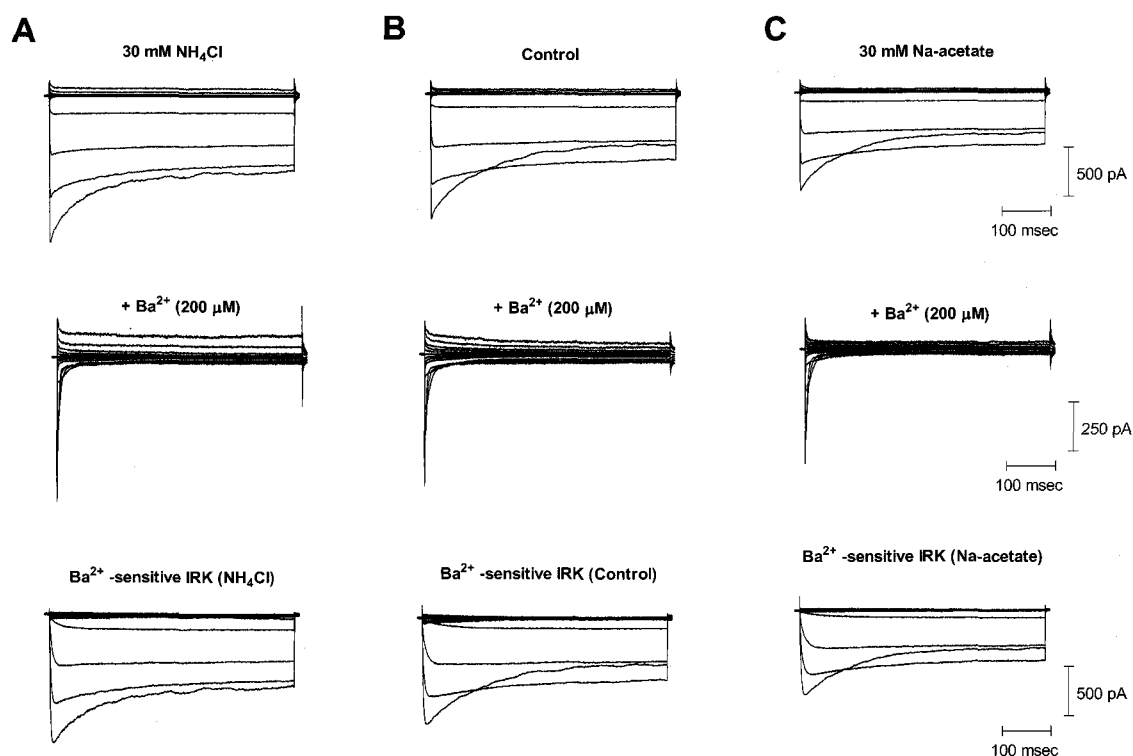 A
B
C
30 mM NH₄Cl
Control
30 mM Na-acetate
500 pA
100 msec
+ Ba²⁺ (200 µM)
+ Ba²⁺ (200 µM)
+ Ba²⁺ (200 µM)
250 pA
100 msec
Ba²⁺ -sensitive IRK (NH₄Cl)
Ba²⁺ -sensitive IRK (Control)
Ba²⁺ -sensitive IRK (Na-acetate)
500 pA
100 msec